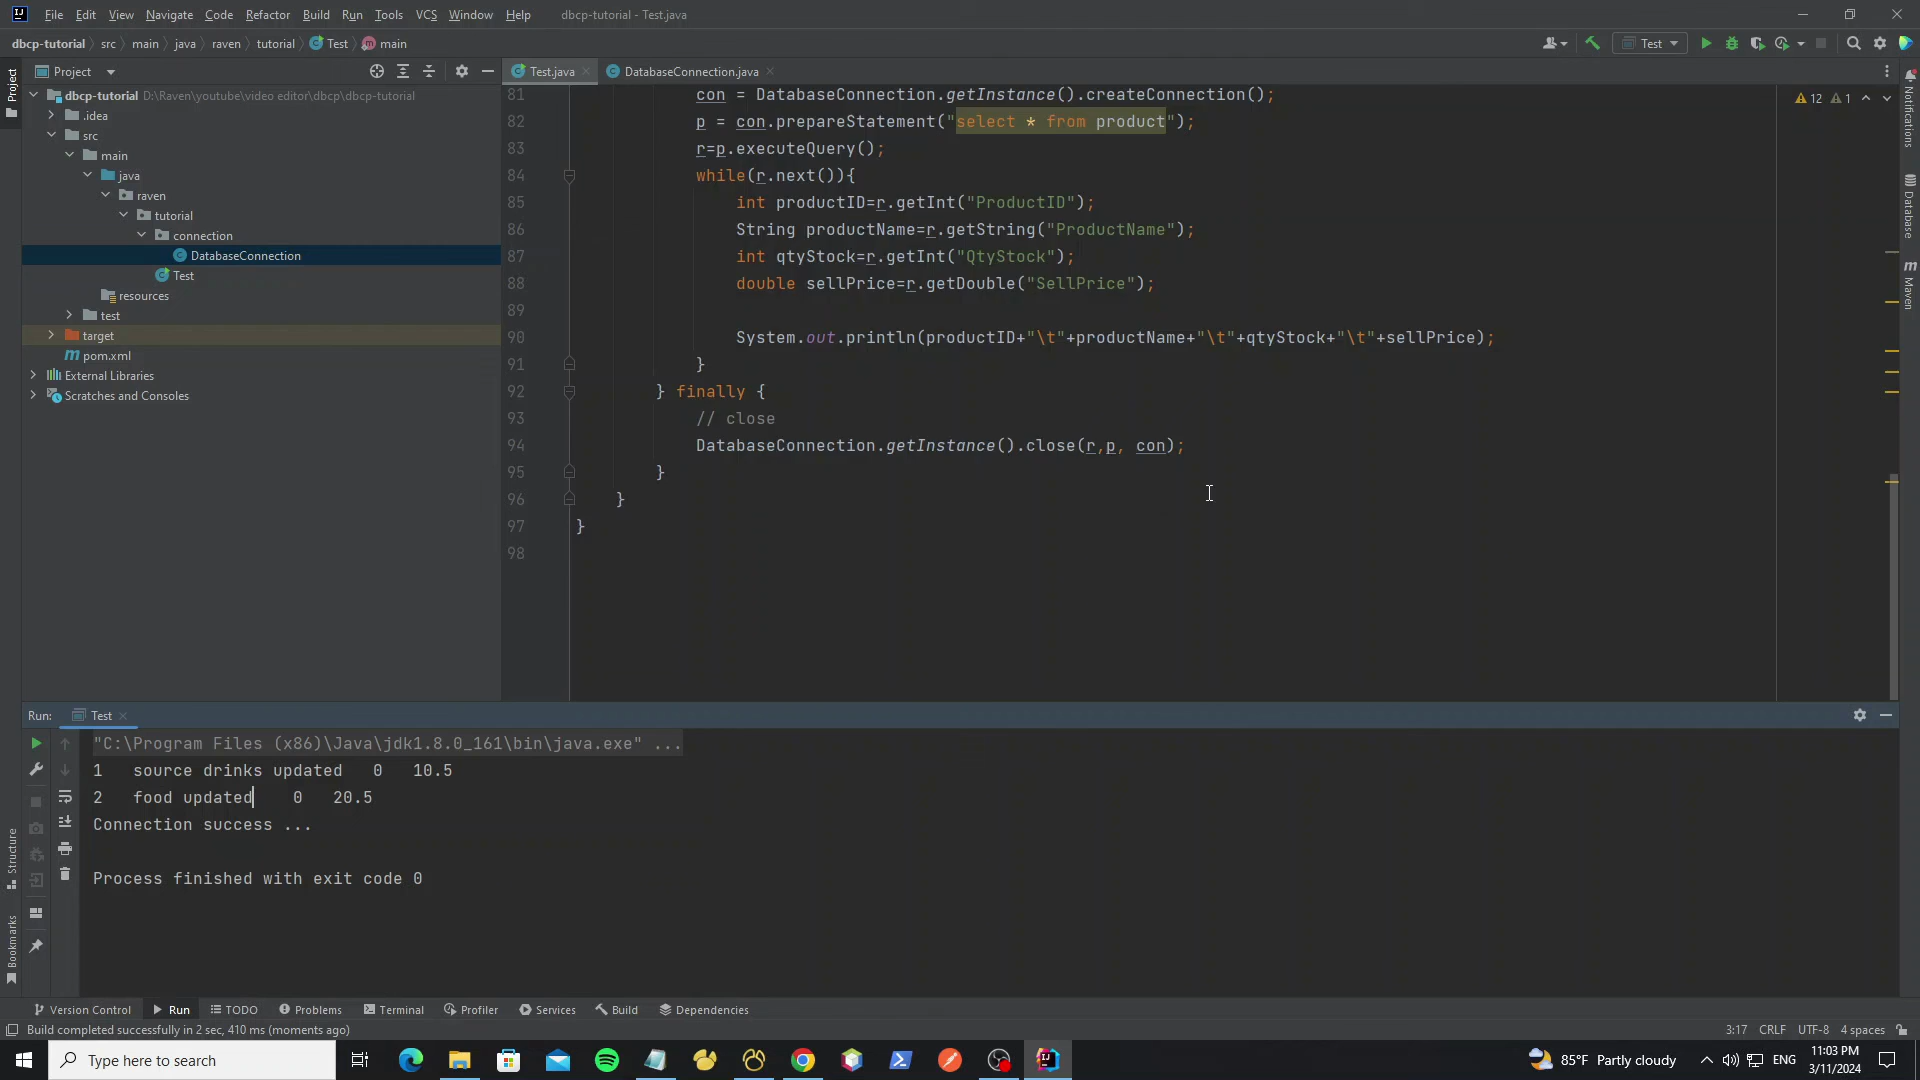 File Edit View Navigate Code Refactor Build Run Tools VCS Window Help dbcp-tutorial - Test.java
dbcp-tutorial src main java raven tutorial Test main
Test
Project
Test.java
DatabaseConnection.java
dbcp-tutorial D:\Raven\youtube\video editor\dbcp\dbcp-tutorial
.idea
src
main
java
raven
tutorial
connection
DatabaseConnection
Test
resources
test
target
pom.xml
External Libraries
Scratches and Consoles
12 1
81 con = DatabaseConnection.getInstance().createConnection();
82 p = con.prepareStatement("select * from product");
83 r=p.executeQuery();
84 while(r.next()){
85 int productID=r.getInt("ProductID");
86 String productName=r.getString("ProductName");
87 int qtyStock=r.getInt("QtyStock");
88 double sellPrice=r.getDouble("SellPrice");
89
90 System.out.println(productID+"\t"+productName+"\t"+qtyStock+"\t"+sellPrice);
91 }
92 } finally {
93 // close
94 DatabaseConnection.getInstance().close(r,p, con);
95 }
96 }
97 }
98
Project
Structure
Bookmarks
Notifications
Database
Maven
Run: Test
"C:\Program Files (x86)\Java\jdk1.8.0_161\bin\java.exe" ...
1 source drinks updated 0 10.5
2 food updated 0 20.5
Connection success ...
Process finished with exit code 0
Version Control Run TODO Problems Terminal Profiler Services Build Dependencies
Build completed successfully in 2 sec, 410 ms (moments ago)
3:17 CRLF UTF-8 4 spaces
Type here to search
85°F Partly cloudy
ENG
11:03 PM
3/11/2024